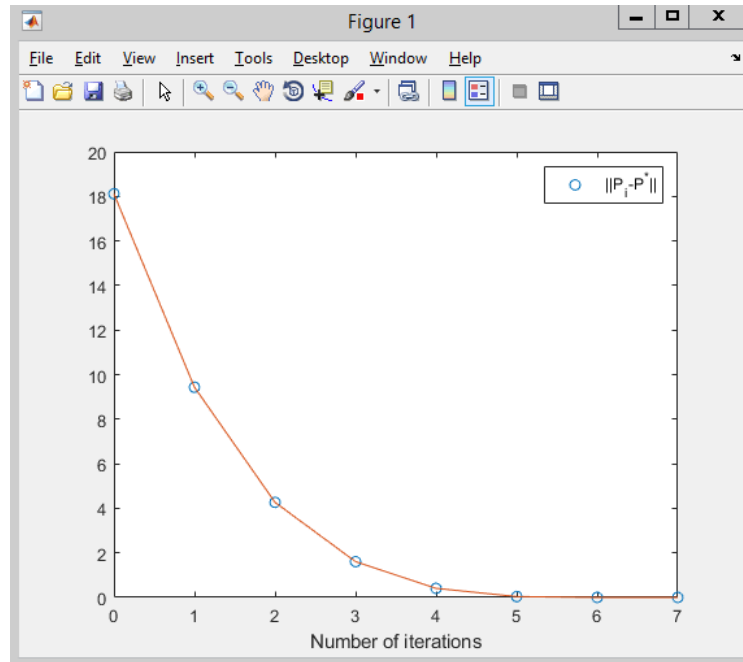 Figure 1
File Edit View Insert Tools Desktop Window Help
||P_i-P^*||
20
18
16
14
12
10
8
6
4
2
0
0 1 2 3 4 5 6 7
Number of iterations